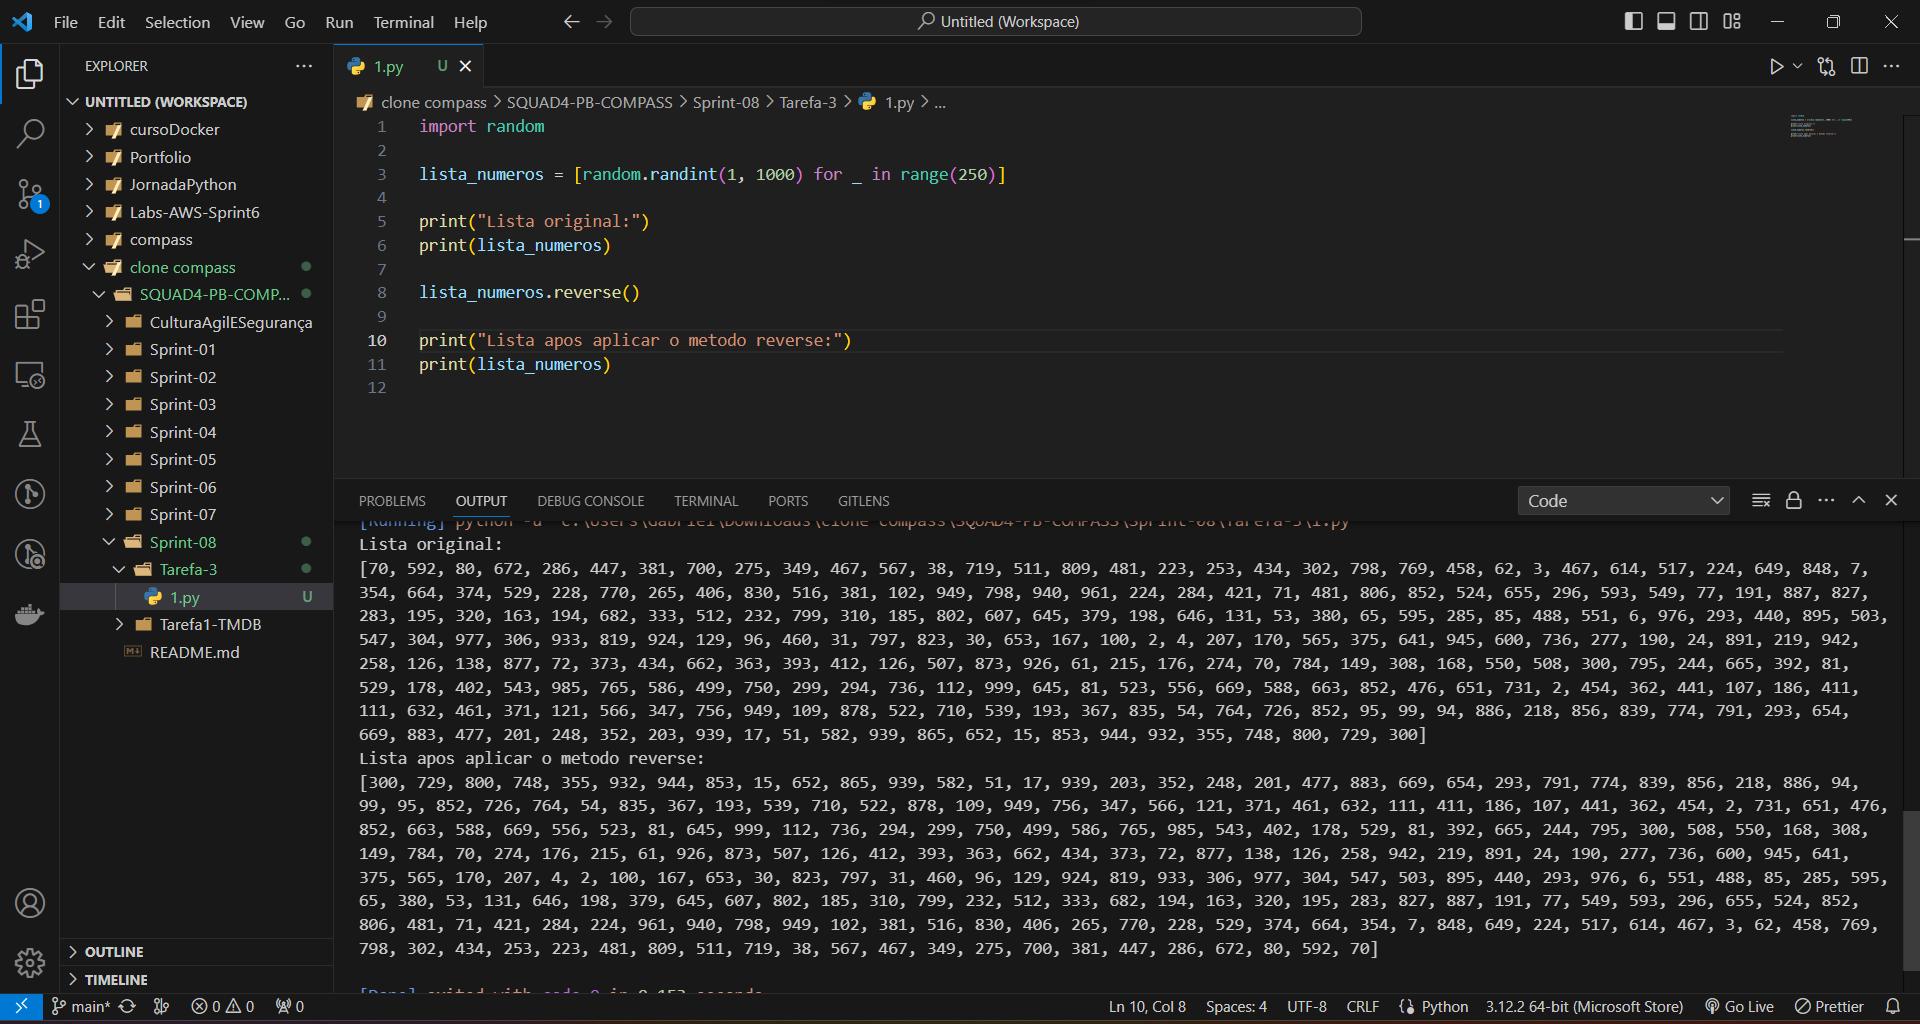 File Edit Selection View Go Run Terminal Help
Untitled (Workspace)
EXPLORER
UNTITLED (WORKSPACE)
cursoDocker
Portfolio
JornadaPython
Labs-AWS-Sprint6
compass
clone compass
SQUAD4-PB-COMP...
CulturaAgilESegurança
Sprint-01
Sprint-02
Sprint-03
Sprint-04
Sprint-05
Sprint-06
Sprint-07
Sprint-08
Tarefa-3
1.py U
Tarefa1-TMDB
README.md
OUTLINE
TIMELINE
1
1.py U
clone compass > SQUAD4-PB-COMPASS > Sprint-08 > Tarefa-3 > 1.py > ...
1 import random
2
3 lista_numeros = [random.randint(1, 1000) for _ in range(250)]
4
5 print("Lista original:")
6 print(lista_numeros)
7
8 lista_numeros.reverse()
9
10 print("Lista apos aplicar o metodo reverse:")
11 print(lista_numeros)
12
PROBLEMS OUTPUT DEBUG CONSOLE TERMINAL PORTS GITLENS
Code
[Running] python -u "c:\Users\Gabriel\Downloads\clone compass\SQUAD4-PB-COMPASS\Sprint-08\Tarefa-3\1.py"
Lista original:
[70, 592, 80, 672, 286, 447, 381, 700, 275, 349, 467, 567, 38, 719, 511, 809, 481, 223, 253, 434, 302, 798, 769, 458, 62, 3, 467, 614, 517, 224, 649, 848, 7,
354, 664, 374, 529, 228, 770, 265, 406, 830, 516, 381, 102, 949, 798, 940, 961, 224, 284, 421, 71, 481, 806, 852, 524, 655, 296, 593, 549, 77, 191, 887, 827,
283, 195, 320, 163, 194, 682, 333, 512, 232, 799, 310, 185, 802, 607, 645, 379, 198, 646, 131, 53, 380, 65, 595, 285, 85, 488, 551, 6, 976, 293, 440, 895, 503,
547, 304, 977, 306, 933, 819, 924, 129, 96, 460, 31, 797, 823, 30, 653, 167, 100, 2, 4, 207, 170, 565, 375, 641, 945, 600, 736, 277, 190, 24, 891, 219, 942,
258, 126, 138, 877, 72, 373, 434, 662, 363, 393, 412, 126, 507, 873, 926, 61, 215, 176, 274, 70, 784, 149, 308, 168, 550, 508, 300, 795, 244, 665, 392, 81,
529, 178, 402, 543, 985, 765, 586, 499, 750, 299, 294, 736, 112, 999, 645, 81, 523, 556, 669, 588, 663, 852, 476, 651, 731, 2, 454, 362, 441, 107, 186, 411,
111, 632, 461, 371, 121, 566, 347, 756, 949, 109, 878, 522, 710, 539, 193, 367, 835, 54, 764, 726, 852, 95, 99, 94, 886, 218, 856, 839, 774, 791, 293, 654,
669, 883, 477, 201, 248, 352, 203, 939, 17, 51, 582, 939, 865, 652, 15, 853, 944, 932, 355, 748, 800, 729, 300]
Lista apos aplicar o metodo reverse:
[300, 729, 800, 748, 355, 932, 944, 853, 15, 652, 865, 939, 582, 51, 17, 939, 203, 352, 248, 201, 477, 883, 669, 654, 293, 791, 774, 839, 856, 218, 886, 94,
99, 95, 852, 726, 764, 54, 835, 367, 193, 539, 710, 522, 878, 109, 949, 756, 347, 566, 121, 371, 461, 632, 111, 411, 186, 107, 441, 362, 454, 2, 731, 651, 476,
852, 663, 588, 669, 556, 523, 81, 645, 999, 112, 736, 294, 299, 750, 499, 586, 765, 985, 543, 402, 178, 529, 81, 392, 665, 244, 795, 300, 508, 550, 168, 308,
149, 784, 70, 274, 176, 215, 61, 926, 873, 507, 126, 412, 393, 363, 662, 434, 373, 72, 877, 138, 126, 258, 942, 219, 891, 24, 190, 277, 736, 600, 945, 641,
375, 565, 170, 207, 4, 2, 100, 167, 653, 30, 823, 797, 31, 460, 96, 129, 924, 819, 933, 306, 977, 304, 547, 503, 895, 440, 293, 976, 6, 551, 488, 85, 285, 595,
65, 380, 53, 131, 646, 198, 379, 645, 607, 802, 185, 310, 799, 232, 512, 333, 682, 194, 163, 320, 195, 283, 827, 887, 191, 77, 549, 593, 296, 655, 524, 852,
806, 481, 71, 421, 284, 224, 961, 940, 798, 949, 102, 381, 516, 830, 406, 265, 770, 228, 529, 374, 664, 354, 7, 848, 649, 224, 517, 614, 467, 3, 62, 458, 769,
798, 302, 434, 253, 223, 481, 809, 511, 719, 38, 567, 467, 349, 275, 700, 381, 447, 286, 672, 80, 592, 70]
[Done] exited with code=0 in 0.153 seconds
main* 0 0 0 Ln 10, Col 8 Spaces: 4 UTF-8 CRLF Python 3.12.2 64-bit (Microsoft Store) Go Live Prettier